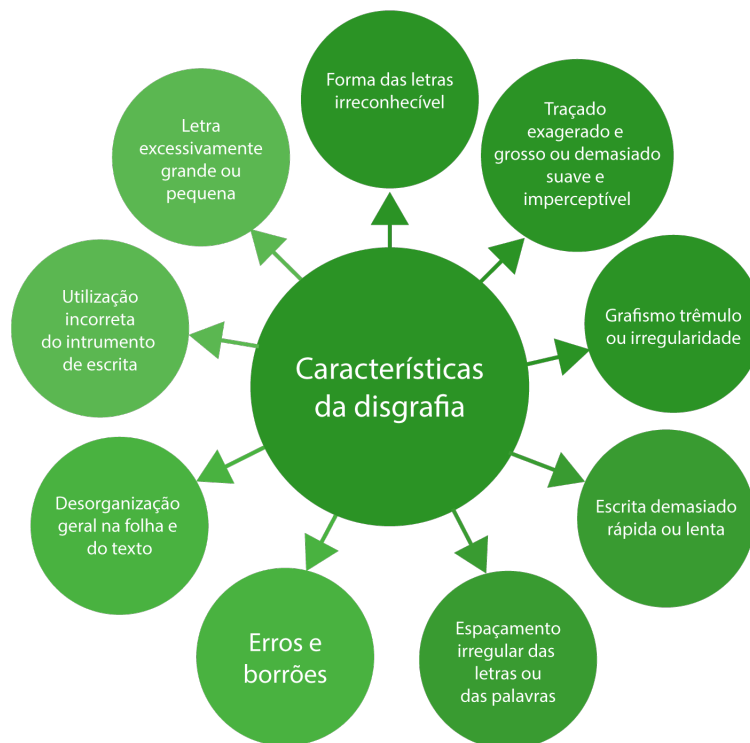 Características
da disgrafia
Forma das letras
irreconhecível
Traçado
exagerado e
grosso ou demasiado
suave e
imperceptível
Grafismo trêmulo
ou irregularidade
Escrita demasiado
rápida ou lenta
Espaçamento
irregular das
letras ou
das palavras
Erros e
borrões
Desorganização
geral na folha e
do texto
Utilização
incorreta
do intrumento
de escrita
Letra
excessivamente
grande ou
pequena